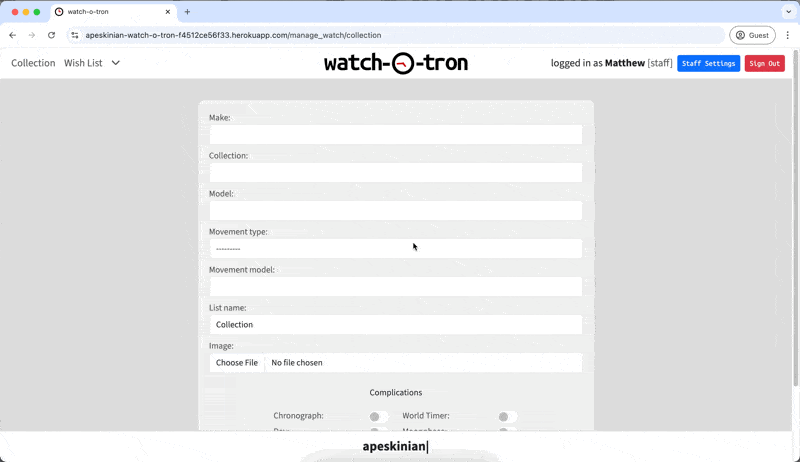 watch-o-tron
apeskinian-watch-o-tron-f4512ce56f33.herokuapp.com/manage_watch/collection
Guest
Collection Wish List
watch-o-tron
logged in as Matthew [staff] Staff Settings Sign Out
Make:
Collection:
Model:
Movement type:
---------
Movement model:
List name:
Collection
Image:
Choose File No file chosen
Complications
Chronograph: World Timer:
apeskinian